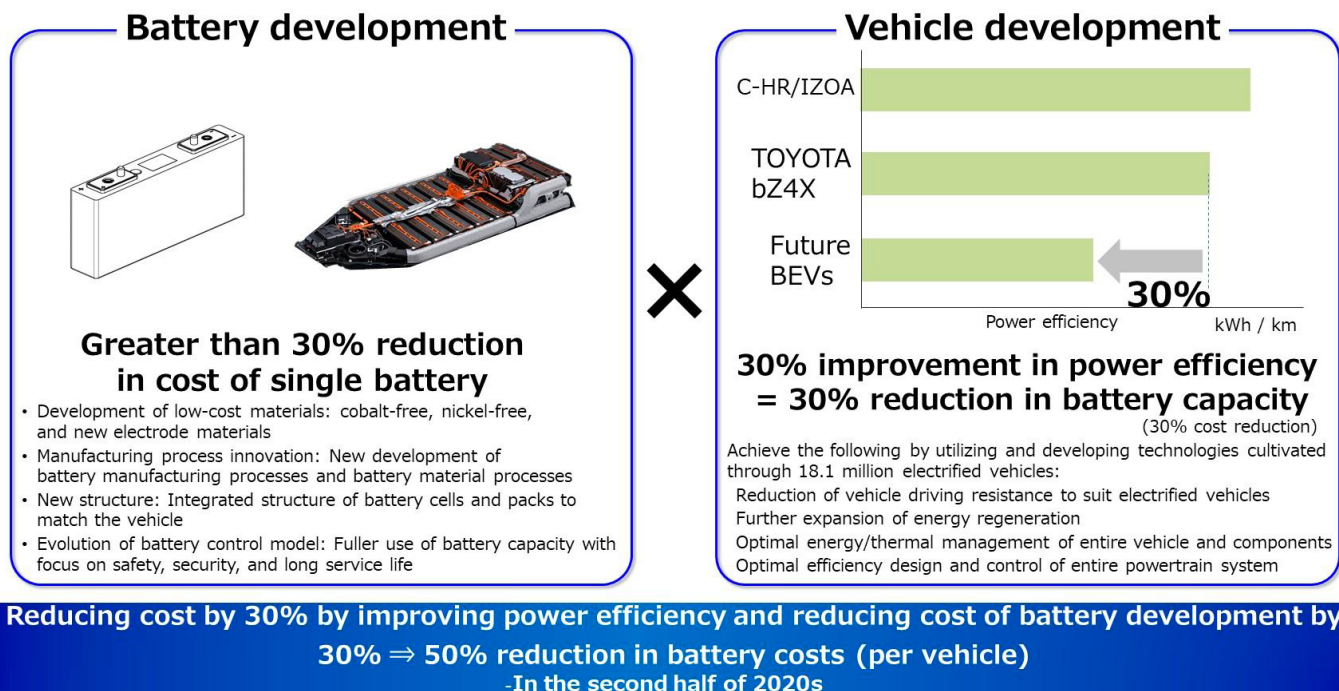 Battery development
Greater than 30% reduction
in cost of single battery
• Development of low-cost materials: cobalt-free, nickel-free,
and new electrode materials
• Manufacturing process innovation: New development of
battery manufacturing processes and battery material processes
• New structure: Integrated structure of battery cells and packs to
match the vehicle
• Evolution of battery control model: Fuller use of battery capacity with
focus on safety, security, and long service life
×
Vehicle development
C-HR/IZOA
TOYOTA
bZ4X
Future
BEVs
30%
Power efficiency
kWh / km
30% improvement in power efficiency
= 30% reduction in battery capacity
(30% cost reduction)
Achieve the following by utilizing and developing technologies cultivated
through 18.1 million electrified vehicles:
Reduction of vehicle driving resistance to suit electrified vehicles
Further expansion of energy regeneration
Optimal energy/thermal management of entire vehicle and components
Optimal efficiency design and control of entire powertrain system
Reducing cost by 30% by improving power efficiency and reducing cost of battery development by
30% ⇒ 50% reduction in battery costs (per vehicle)
-In the second half of 2020s